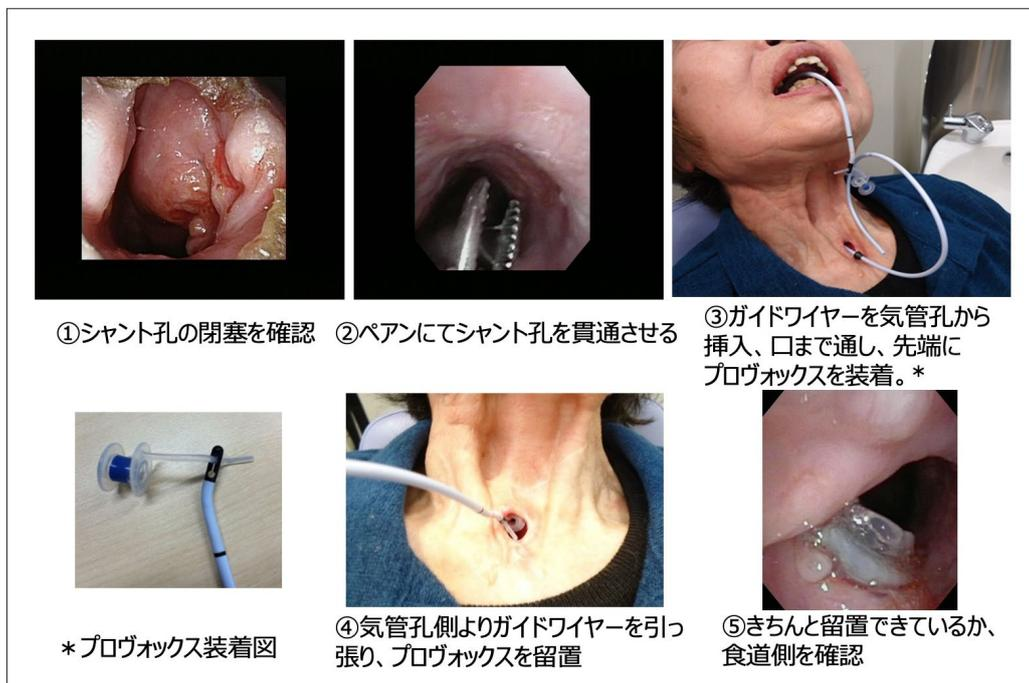 ①シャント孔の閉塞を確認
②ペアンにてシャント孔を貫通させる
③ガイドワイヤーを気管孔から
挿入、口まで通し、先端に
プロヴォックスを装着。*
*プロヴォックス装着図
④気管孔側よりガイドワイヤーを引っ
張り、プロヴォックスを留置
⑤きちんと留置できているか、
食道側を確認